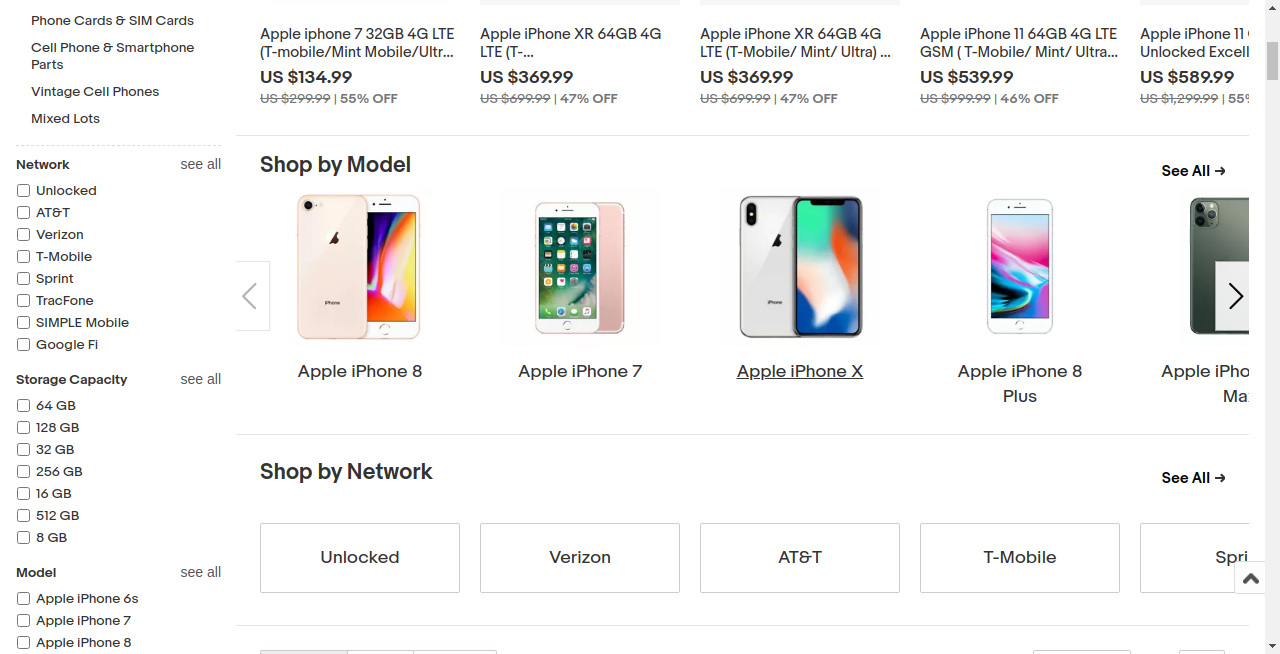 Phone Cards & SIM Cards
Cell Phone & Smartphone
Parts
Vintage Cell Phones
Mixed Lots
Network
see all
Unlocked
AT&T
Verizon
T-Mobile
Sprint
TracFone
SIMPLE Mobile
Google Fi
Storage Capacity
see all
64 GB
128 GB
32 GB
256 GB
16 GB
512 GB
8 GB
Model
see all
Apple iPhone 6s
Apple iPhone 7
Apple iPhone 8
Apple iphone 7 32GB 4G LTE
(T-mobile/Mint Mobile/Ultr...
US $134.99
US $299.99 | 55% OFF
Apple iPhone XR 64GB 4G
LTE (T-...
US $369.99
US $699.99 | 47% OFF
Apple iPhone XR 64GB 4G
LTE (T-Mobile/ Mint/ Ultra) ...
US $369.99
US $699.99 | 47% OFF
Apple iPhone 11 64GB 4G LTE
GSM ( T-Mobile/ Mint/ Ultra...
US $539.99
US $999.99 | 46% OFF
Apple iPhone 11
Unlocked Excell
US $589.99
US $1,299.99 | 55%
Shop by Model
See All
iPhone
iPhone
Apple iPhone 8
Apple iPhone 7
Apple iPhone X
Apple iPhone 8
Plus
Apple iPho
Ma
Shop by Network
See All
Unlocked
Verizon
AT&T
T-Mobile
Spri